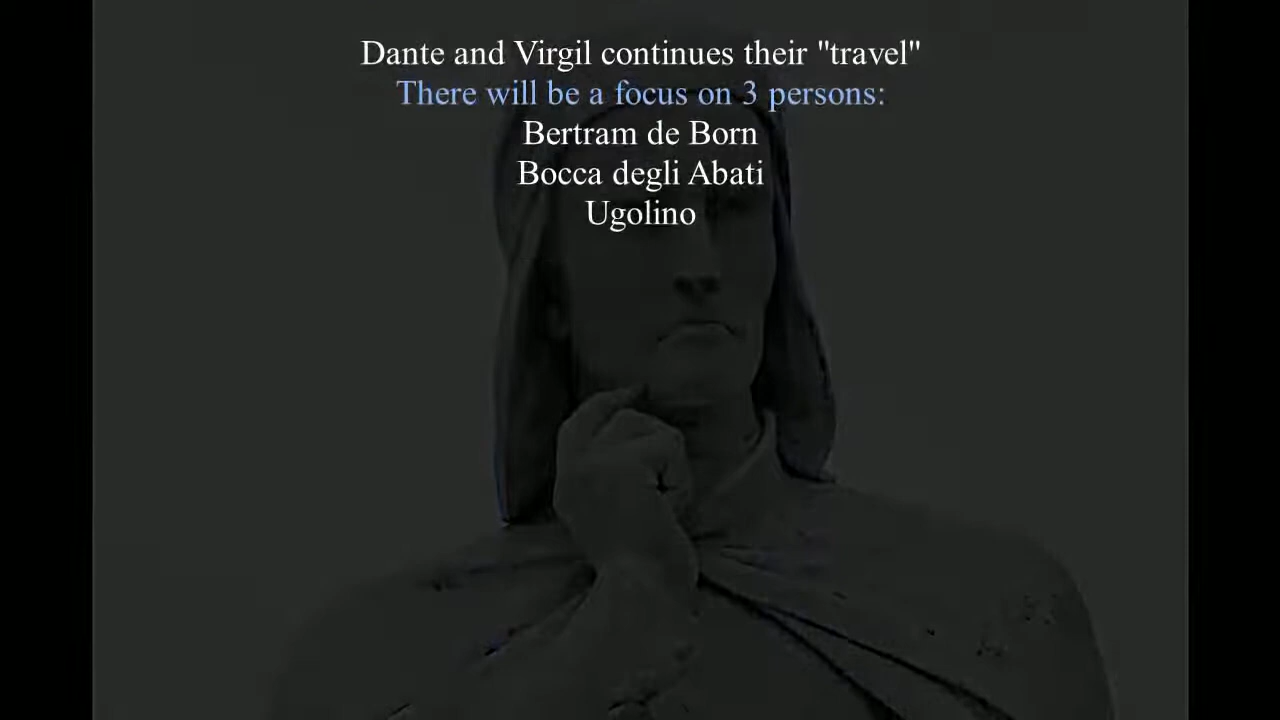 Dante and Virgil continues their "travel"
There will be a focus on 3 persons:
Bertram de Born
Bocca degli Abati
Ugolino